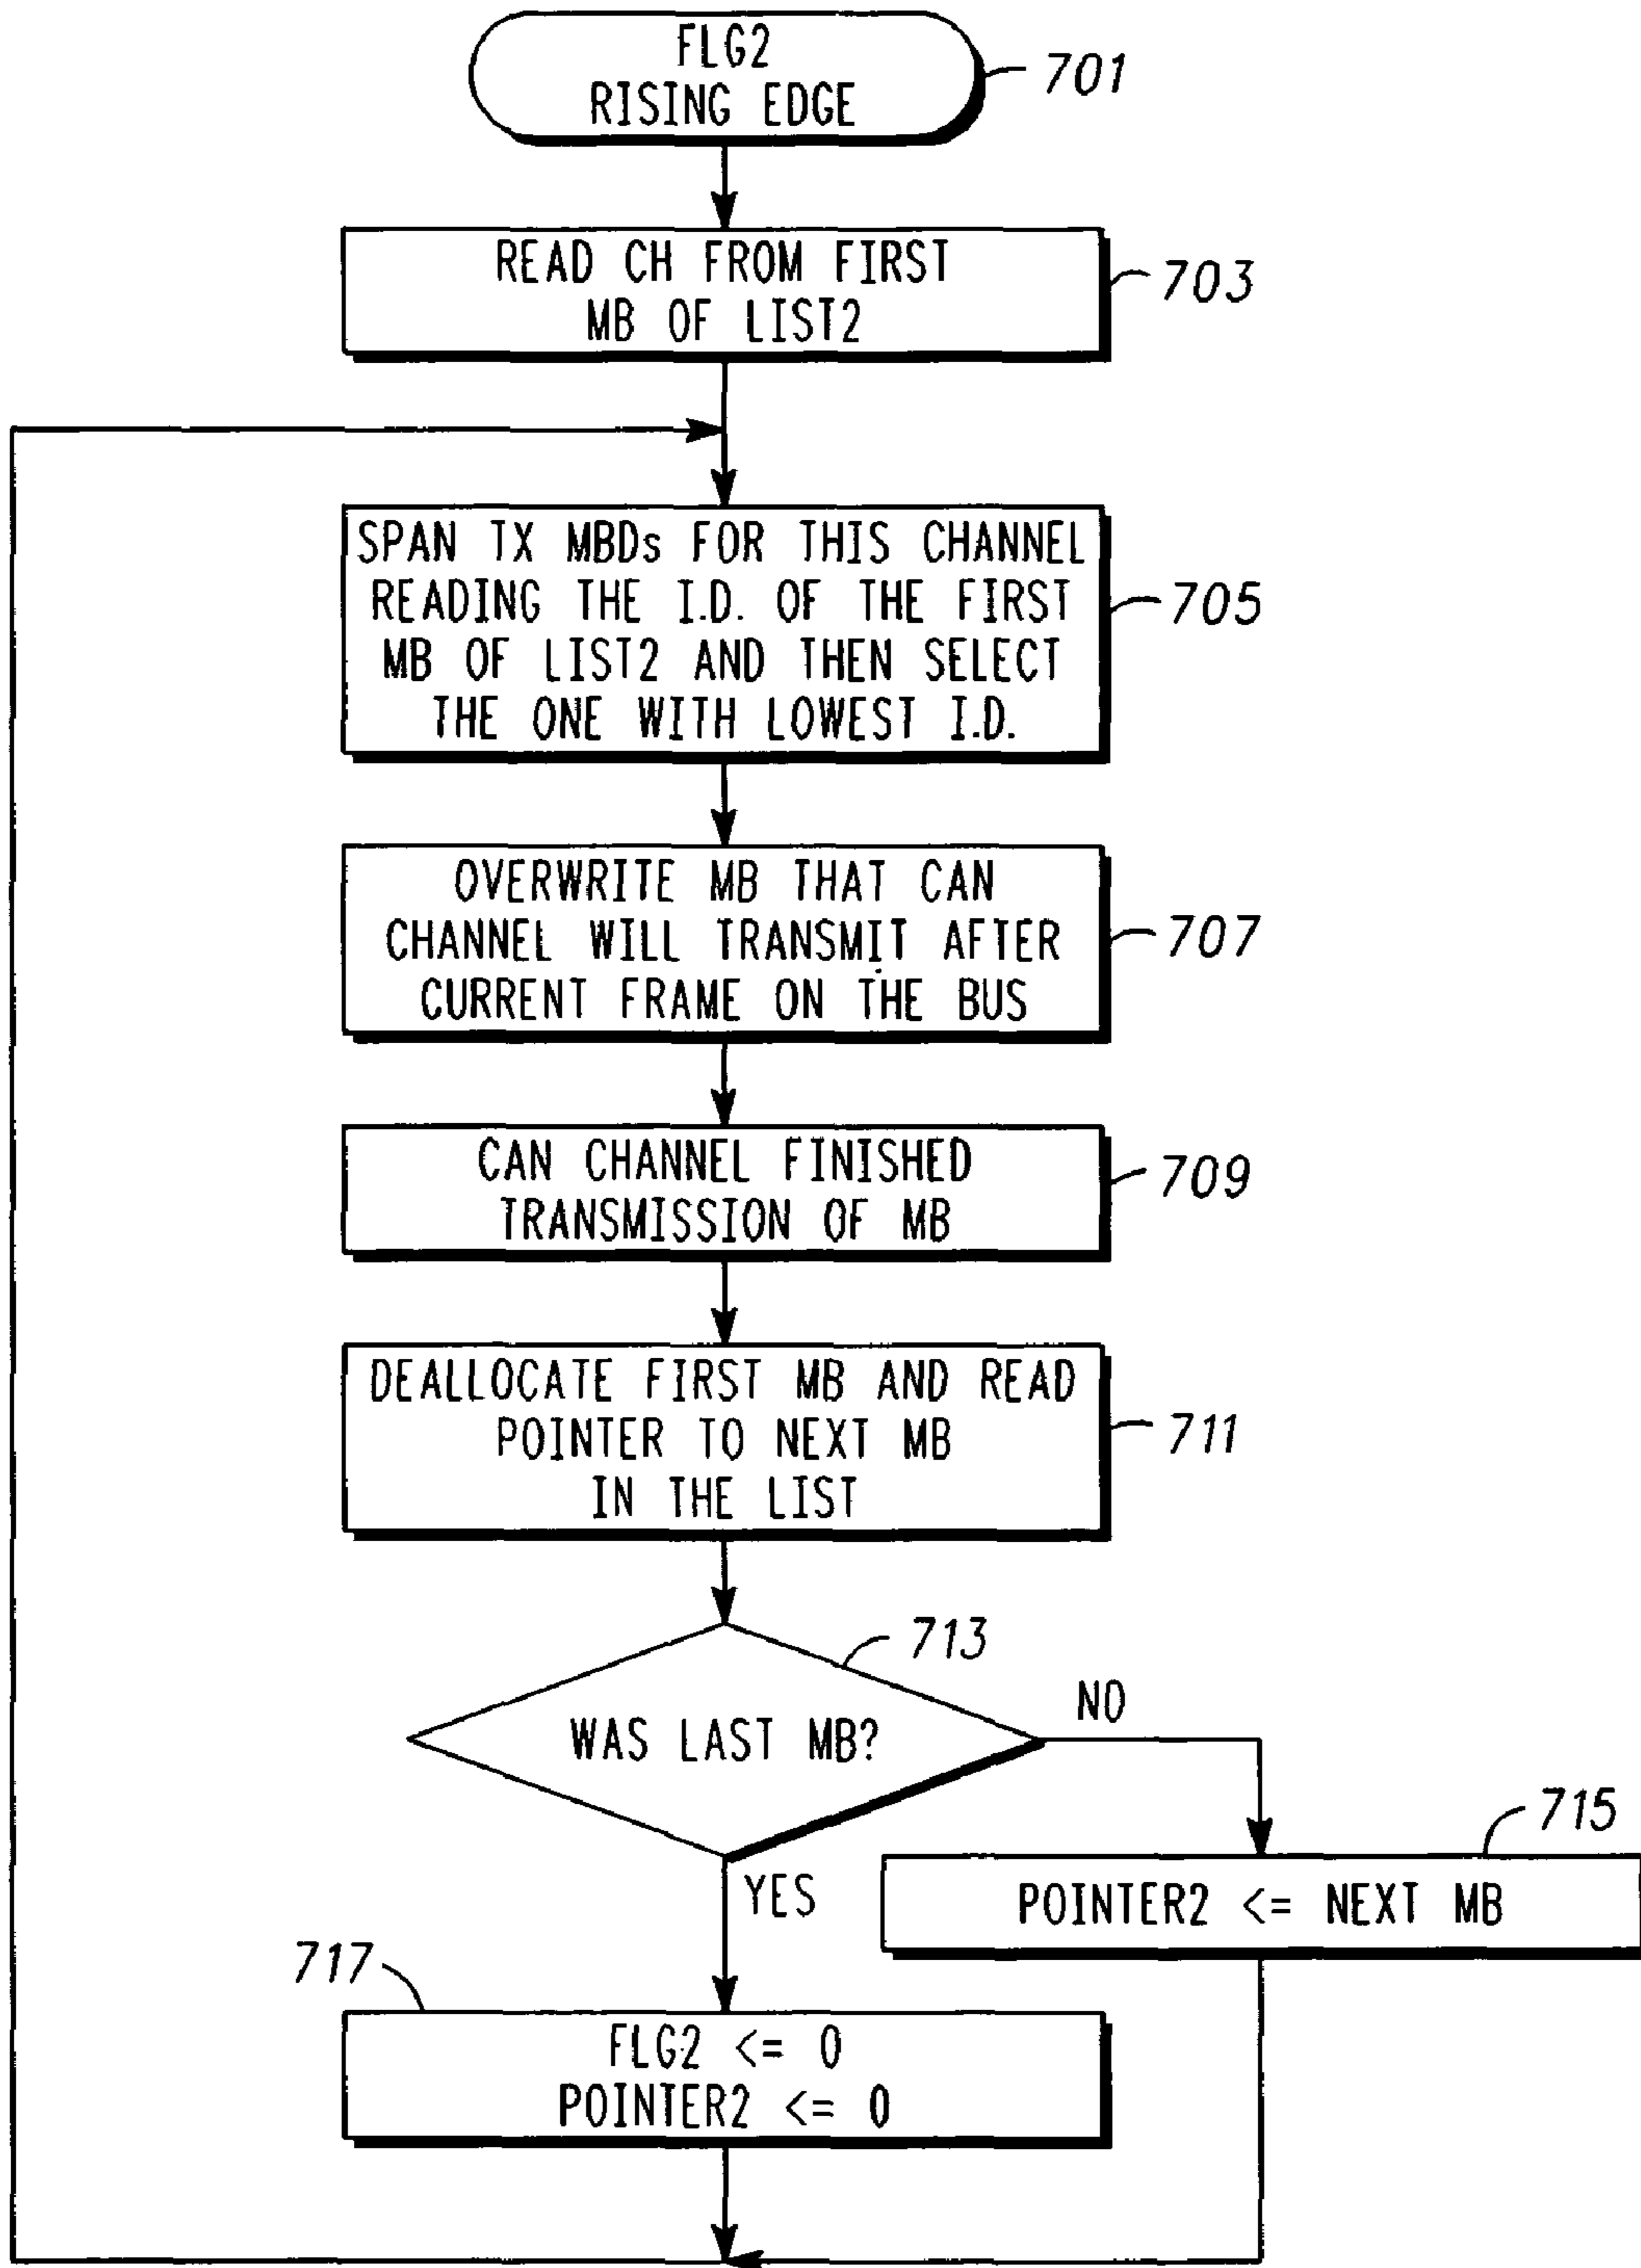 FLG2
RISING EDGE
701
READ CH FROM FIRST
MB OF LIST2
703
SPAN TX MBDs FOR THIS CHANNEL
READING THE I.D. OF THE FIRST
MB OF LIST2 AND THEN SELECT
THE ONE WITH LOWEST I.D.
705
OVERWRITE MB THAT CAN
CHANNEL WILL TRANSMIT AFTER
CURRENT FRAME ON THE BUS
707
CAN CHANNEL FINISHED
TRANSMISSION OF MB
709
DEALLOCATE FIRST MB AND READ
POINTER TO NEXT MB
IN THE LIST
711
713
WAS LAST MB?
NO
YES
715
POINTER2 <= NEXT MB
717
FLG2 <= 0
POINTER2 <= 0